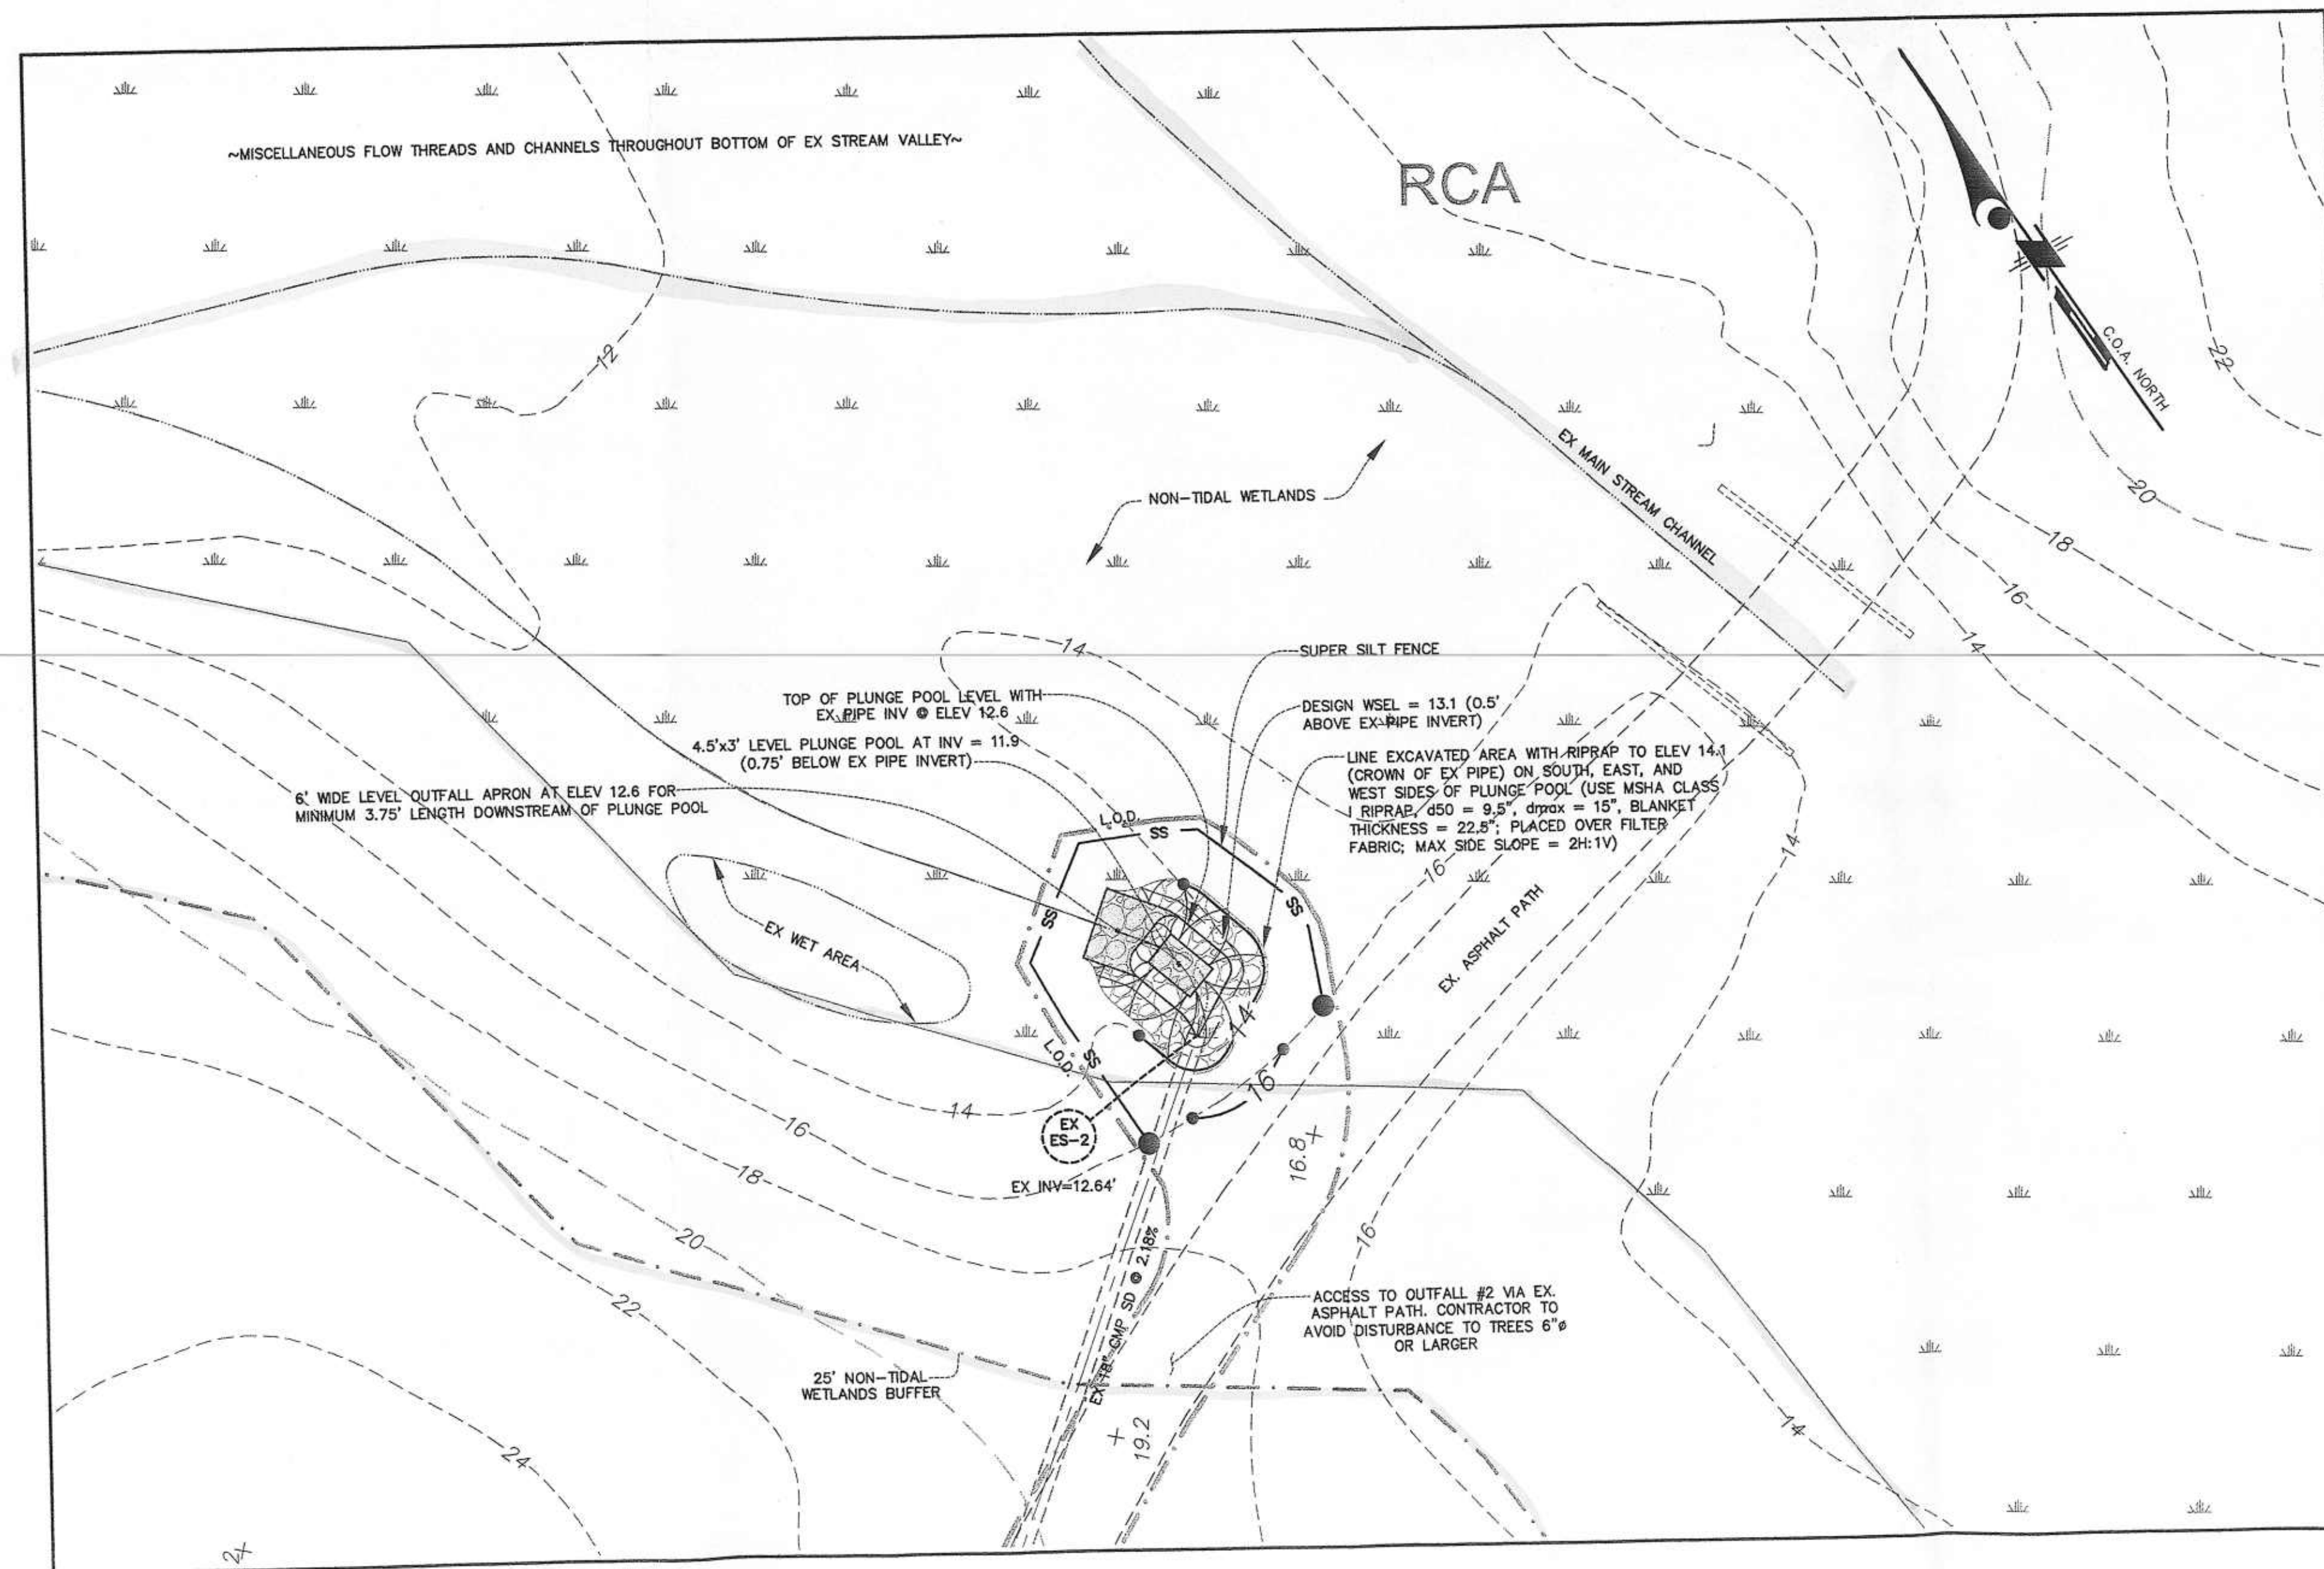 ~MISCELLANEOUS FLOW THREADS AND CHANNELS THROUGHOUT BOTTOM OF EX STREAM VALLEY~
RCA
C.O.A. NORTH
22
12
20
EX MAIN STREAM CHANNEL
NON-TIDAL WETLANDS
18
16
14
14
SUPER SILT FENCE
TOP OF PLUNGE POOL LEVEL WITH
EX PIPE INV @ ELEV 12.6
DESIGN WSEL = 13.1 (0.5'
ABOVE EX PIPE INVERT)
4.5'x3' LEVEL PLUNGE POOL AT INV = 11.9
(0.75' BELOW EX PIPE INVERT)
LINE EXCAVATED AREA WITH RIPRAP TO ELEV 14.1
(CROWN OF EX PIPE) ON SOUTH, EAST, AND
WEST SIDES OF PLUNGE POOL (USE MSHA CLASS
I RIPRAP, d50 = 9.5", dmax = 15", BLANKET
THICKNESS = 22.5"; PLACED OVER FILTER
FABRIC; MAX SIDE SLOPE = 2H:1V)
6' WIDE LEVEL OUTFALL APRON AT ELEV 12.6 FOR
MINIMUM 3.75' LENGTH DOWNSTREAM OF PLUNGE POOL
L.O.D.
SS
14
16
SS
SS
EX. ASPHALT PATH
EX WET AREA
14
L.O.D.
SS
16
14
16
EX
ES-2
16.8
18
EX INV=12.64'
20
16
EX 18" CMP SD @ 2.18%
22
ACCESS TO OUTFALL #2 VIA EX.
ASPHALT PATH. CONTRACTOR TO
AVOID DISTURBANCE TO TREES 6"ø
OR LARGER
25' NON-TIDAL
WETLANDS BUFFER
19.2
14
24